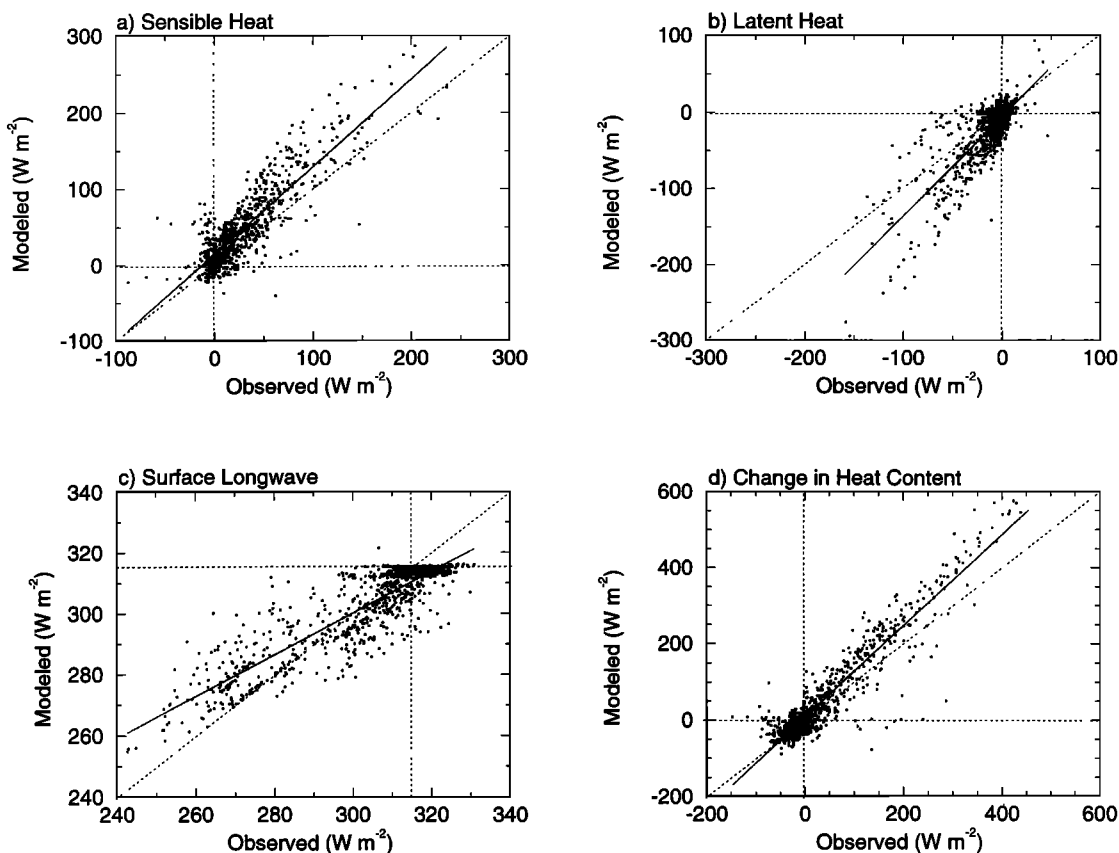 a) Sensible Heat
300
200
100
0
-100
Modeled (W m⁻²)
-100 0 100 200 300
Observed (W m⁻²)
b) Latent Heat
100
0
-100
-200
-300
Modeled (W m⁻²)
-300 -200 -100 0 100
Observed (W m⁻²)
c) Surface Longwave
340
320
300
280
260
240
Modeled (W m⁻²)
240 260 280 300 320 340
Observed (W m⁻²)
d) Change in Heat Content
600
400
200
0
-200
Modeled (W m⁻²)
-200 0 200 400 600
Observed (W m⁻²)